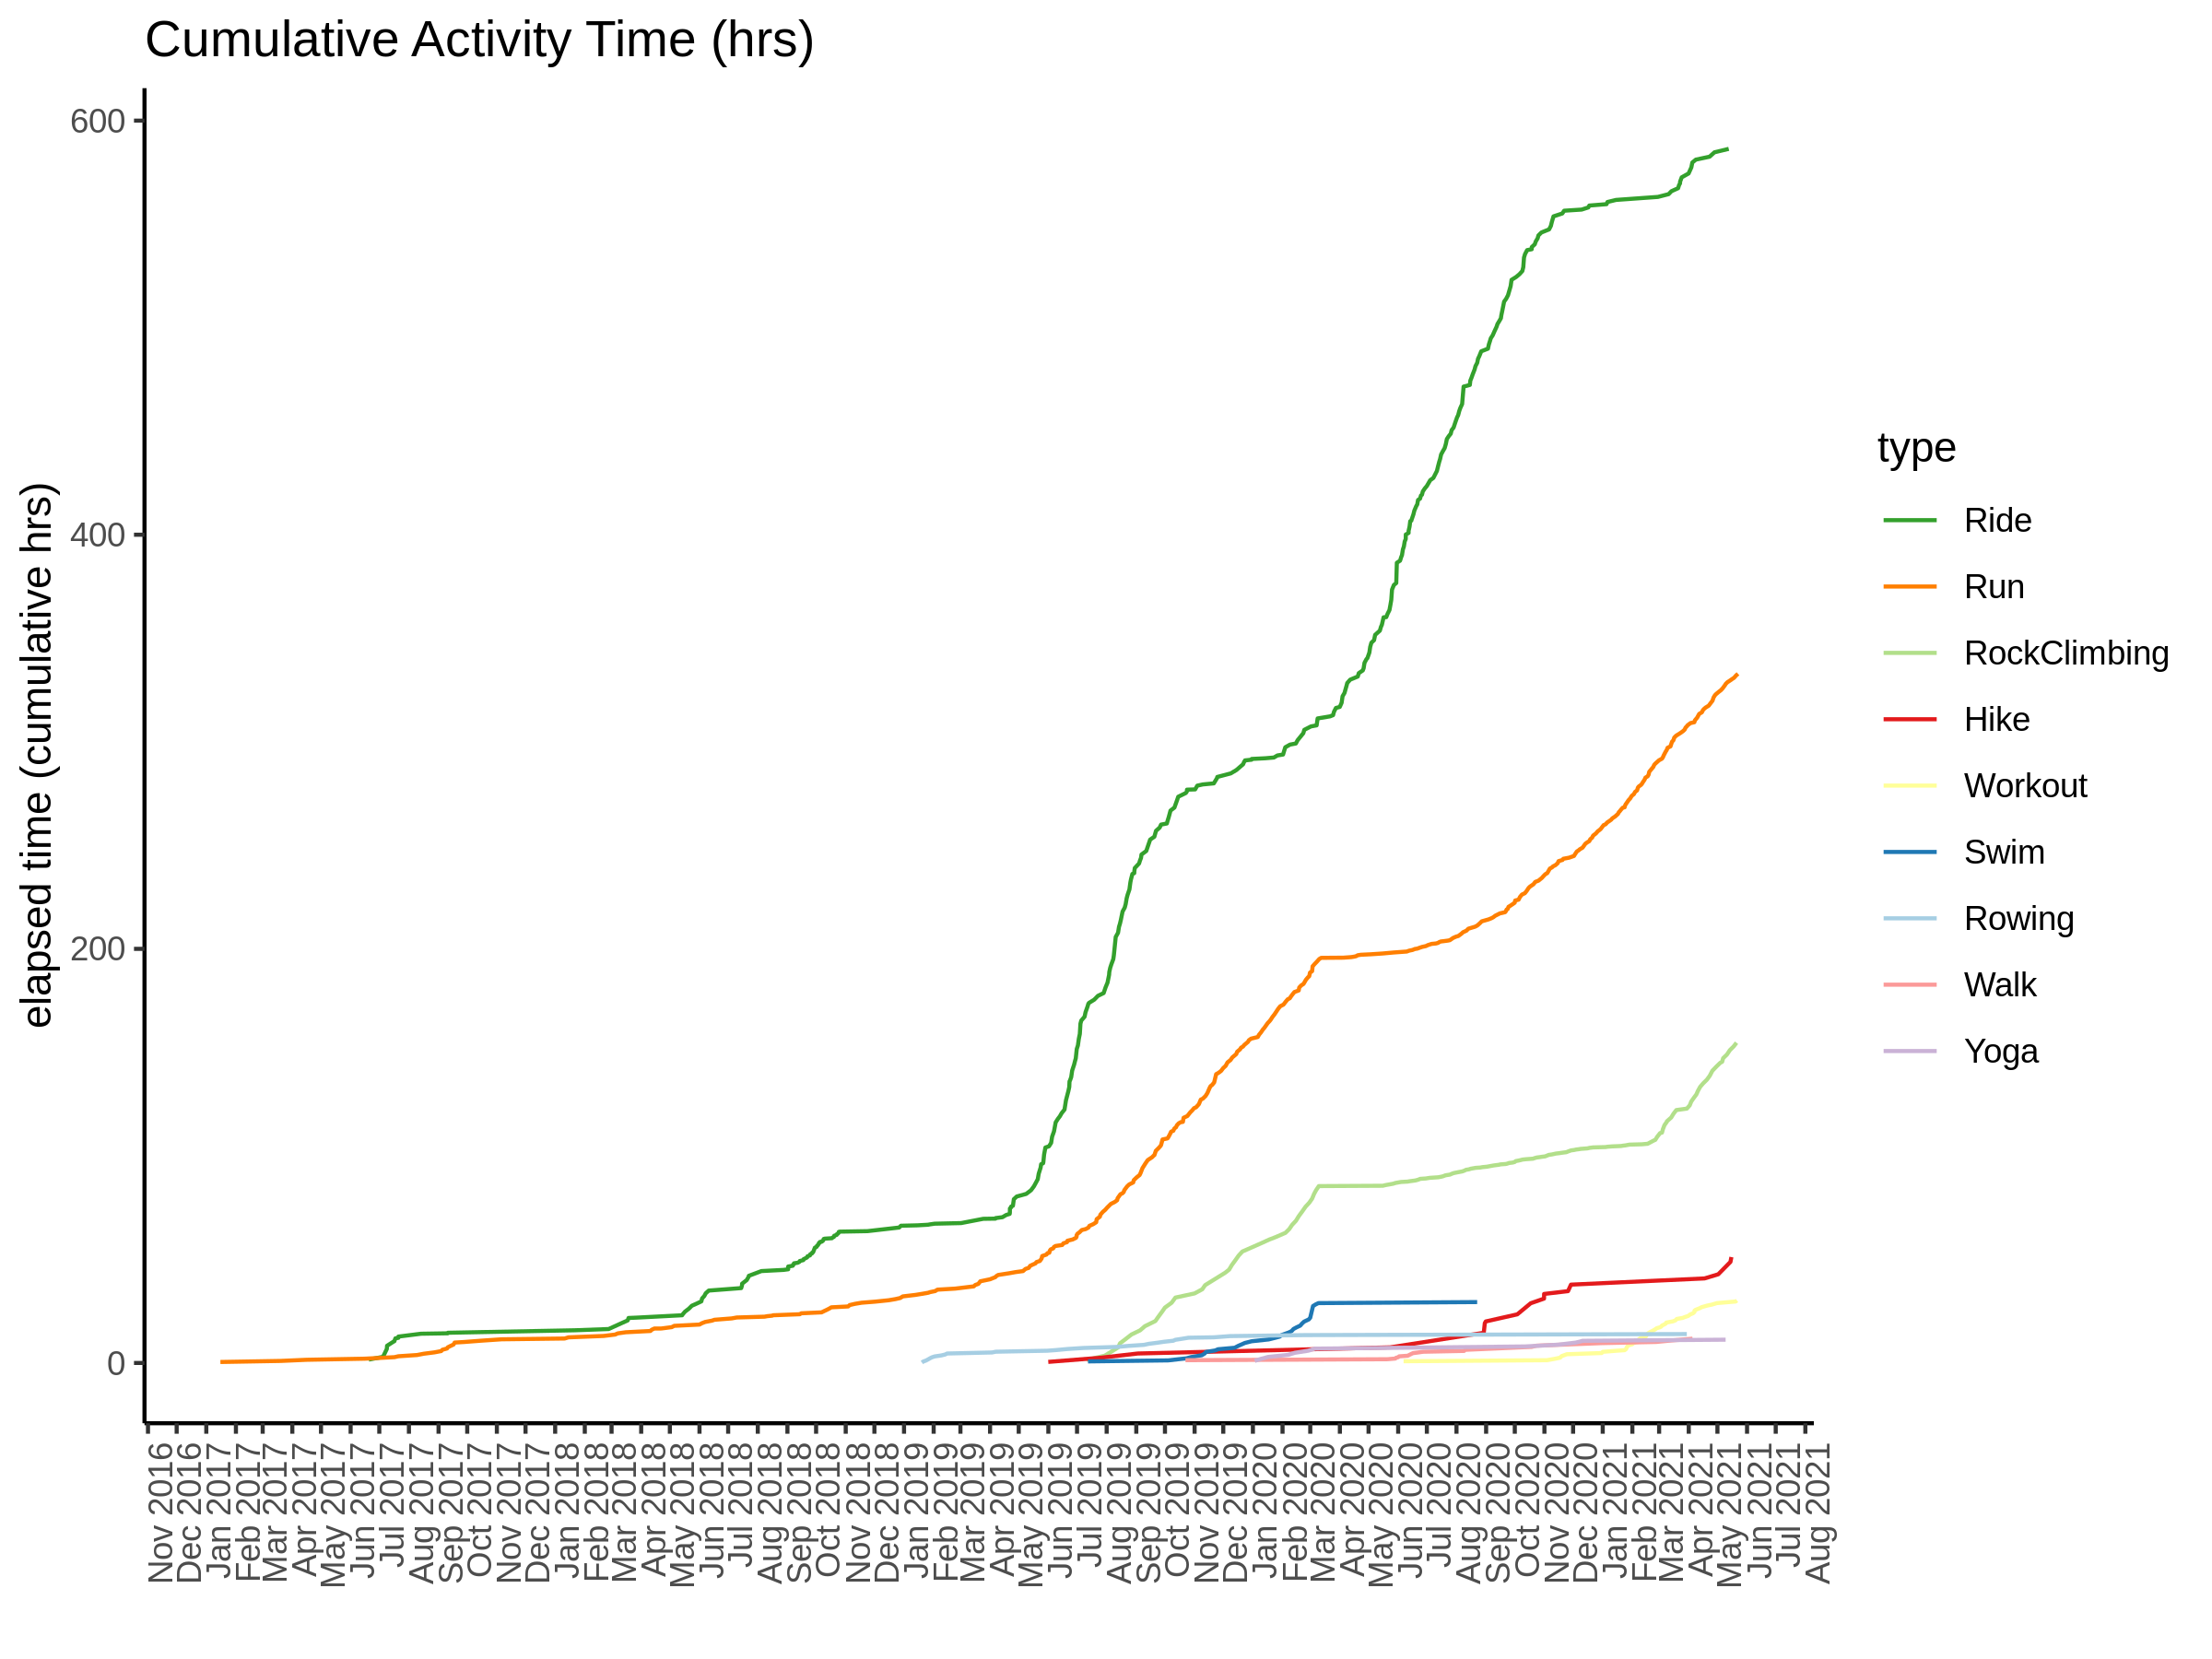 Cumulative Activity Time (hrs)
elapsed time (cumulative hrs)
600
400
200
0
Nov 2016
Dec 2016
Jan 2017
Feb 2017
Mar 2017
Apr 2017
May 2017
Jun 2017
Jul 2017
Aug 2017
Sep 2017
Oct 2017
Nov 2017
Dec 2017
Jan 2018
Feb 2018
Mar 2018
Apr 2018
May 2018
Jun 2018
Jul 2018
Aug 2018
Sep 2018
Oct 2018
Nov 2018
Dec 2018
Jan 2019
Feb 2019
Mar 2019
Apr 2019
May 2019
Jun 2019
Jul 2019
Aug 2019
Sep 2019
Oct 2019
Nov 2019
Dec 2019
Jan 2020
Feb 2020
Mar 2020
Apr 2020
May 2020
Jun 2020
Jul 2020
Aug 2020
Sep 2020
Oct 2020
Nov 2020
Dec 2020
Jan 2021
Feb 2021
Mar 2021
Apr 2021
May 2021
Jun 2021
Jul 2021
Aug 2021
type
Ride
Run
RockClimbing
Hike
Workout
Swim
Rowing
Walk
Yoga